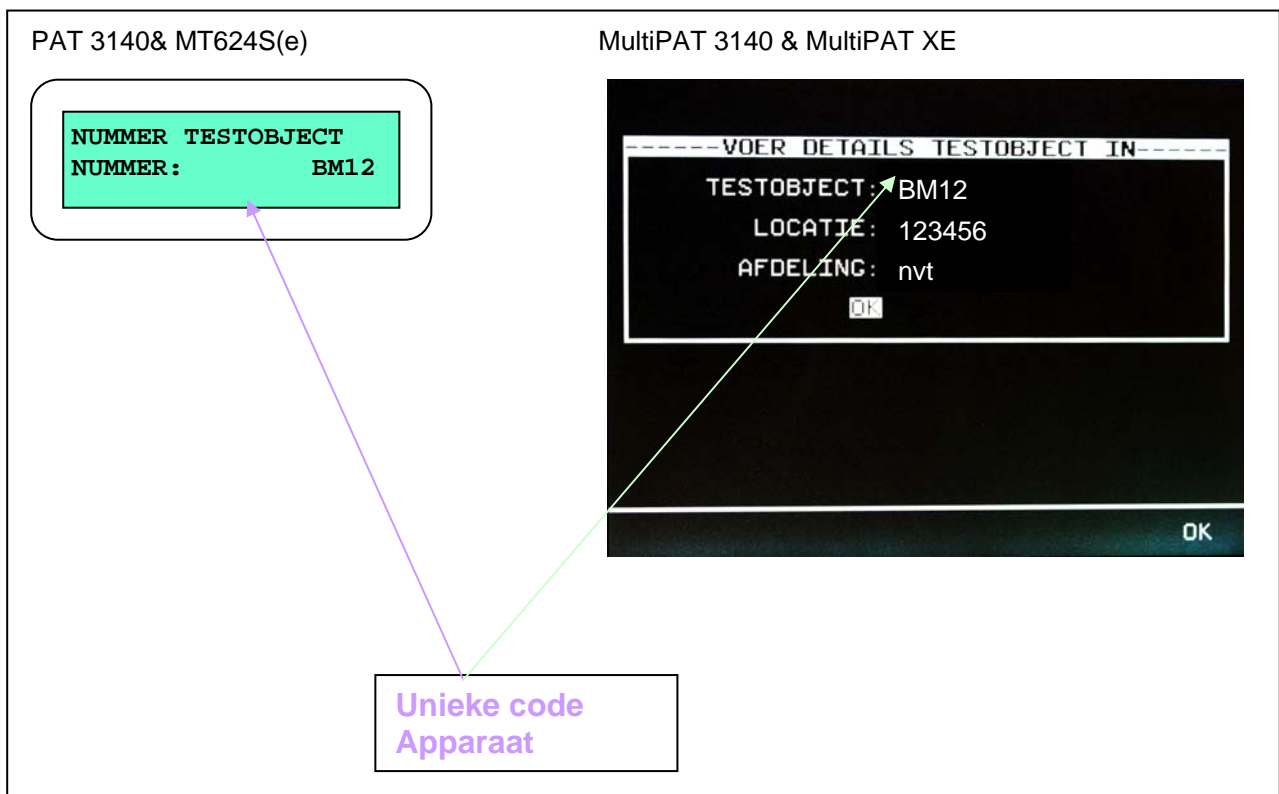 PAT 3140& MT624S(e)
MultiPAT 3140 & MultiPAT XE
NUMMER TESTOBJECT
NUMMER: BM12
------VOER DETAILS TESTOBJECT IN-----
TESTOBJECT: BM12
LOCATIE: 123456
AFDELING: nvt
OK
OK
Unieke code
Apparaat